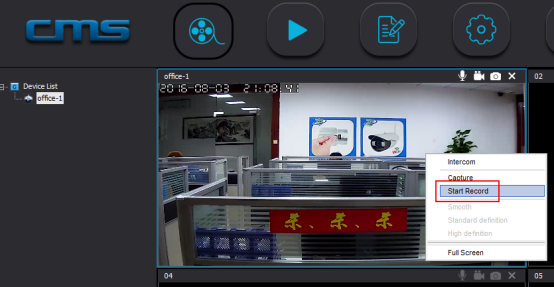 cms
Device List
office-1
office-1
02
2016-08-03 21:08:41
Intercom
Capture
Start Record
Smooth
Standard definition
High definition
Full Screen
04
05